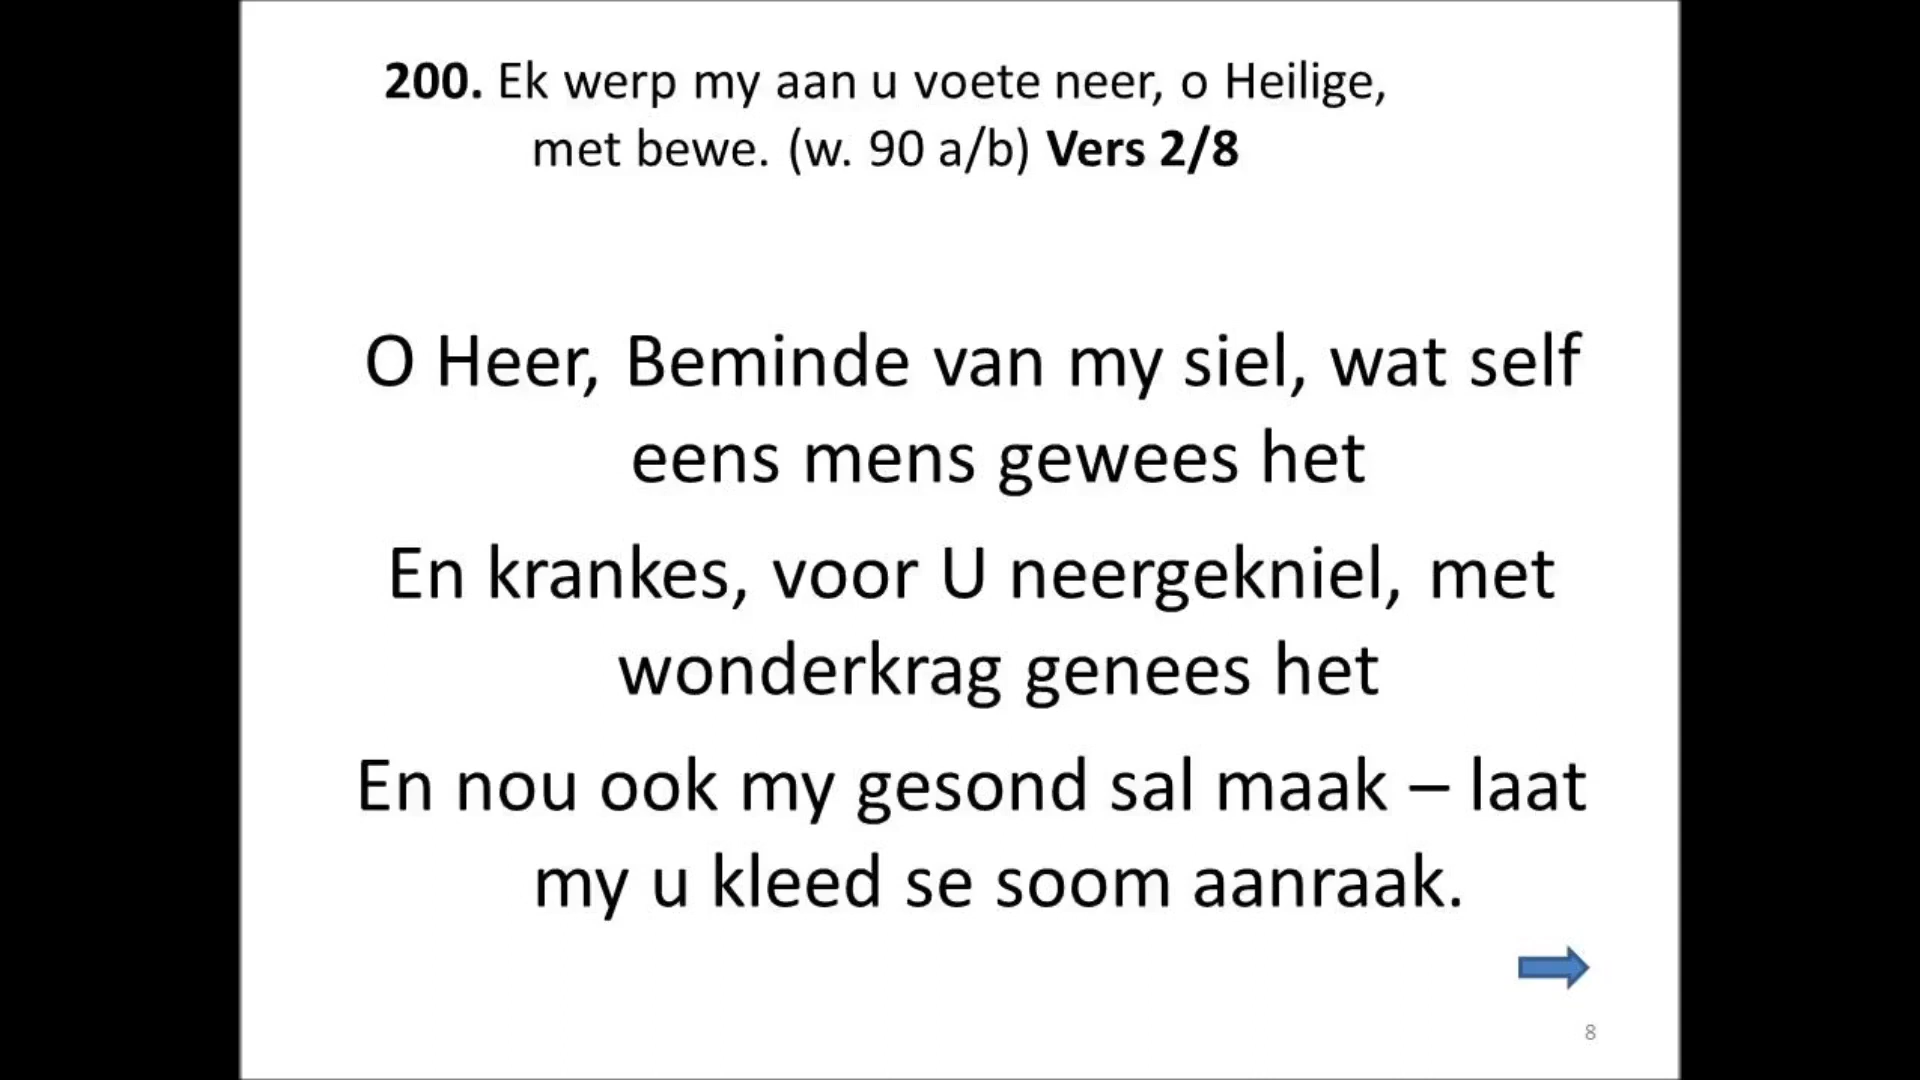 200. Ek werp my aan u voete neer, o Heilige,
met bewe. (w. 90 a/b) Vers 2/8
O Heer, Beminde van my siel, wat self
eens mens gewees het
En krankes, voor U neergekniel, met
wonderkrag genees het
En nou ook my gesond sal maak – laat
my u kleed se soom aanraak.
8